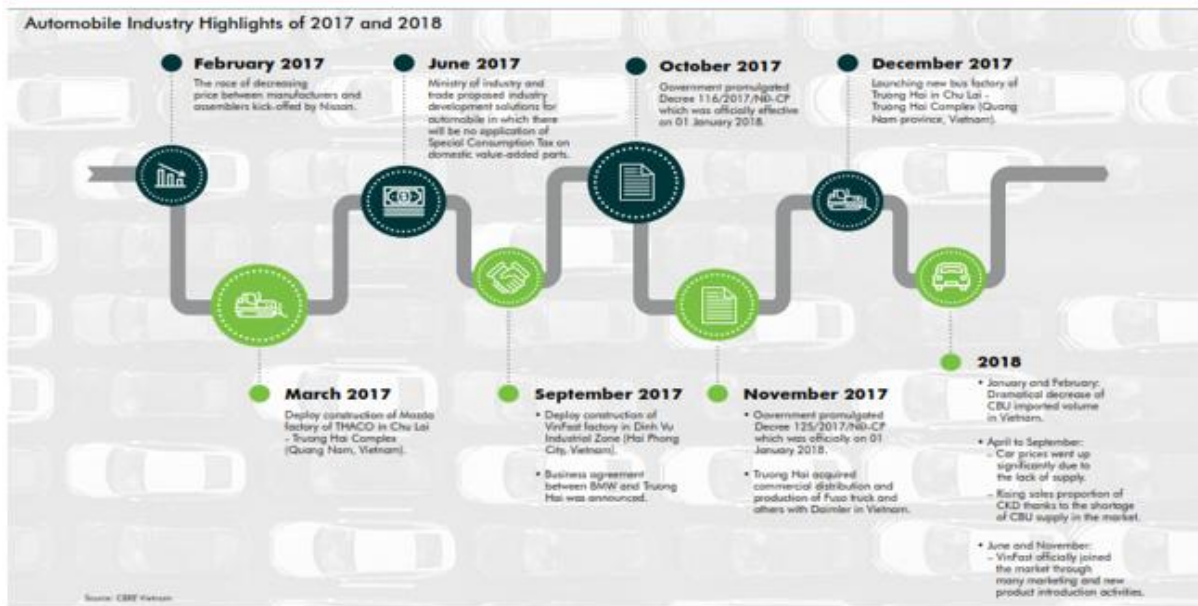 Automobile Industry Highlights of 2017 and 2018
February 2017
The race of decreasing
price between manufacturers and
assemblers kick-offed by Nissan.
June 2017
Ministry of industry and
trade proposed industry
development solutions for
automobile in which there
will be no application of
Special Consumption Tax on
domestic value-added parts.
October 2017
Government promulgated
Decree 116/2017/NĐ-CP
which was officially effective
on 01 January 2018.
December 2017
Launching new bus factory of
Truong Hai in Chu Lai -
Truong Hai Complex (Quang
Nam province, Vietnam).
March 2017
Deploy construction of Mazda
factory of THACO in Chu Lai
- Truong Hai Complex
(Quang Nam, Vietnam).
September 2017
• Deploy construction of
VinFast factory in Dinh Vu
Industrial Zone (Hai Phong
City, Vietnam).
• Business agreement
between BMW and Truong
Hai was announced.
November 2017
• Government promulgated
Decree 125/2017/NĐ-CP
which was officially on 01
January 2018.
• Truong Hai acquired
commercial distribution and
production of Fuso truck and
others with Daimler in Vietnam.
2018
• January and February:
Dramatical decrease of
CBU imported volume
in Vietnam.
• April to September:
– Car prices went up
significantly due to
the lack of supply.
– Rising sales proportion of
CKD thanks to the shortage
of CBU supply in the market.
• June and November:
– VinFast officially joined
the market through
many marketing and new
product introduction activities.
Source: CBRE Vietnam